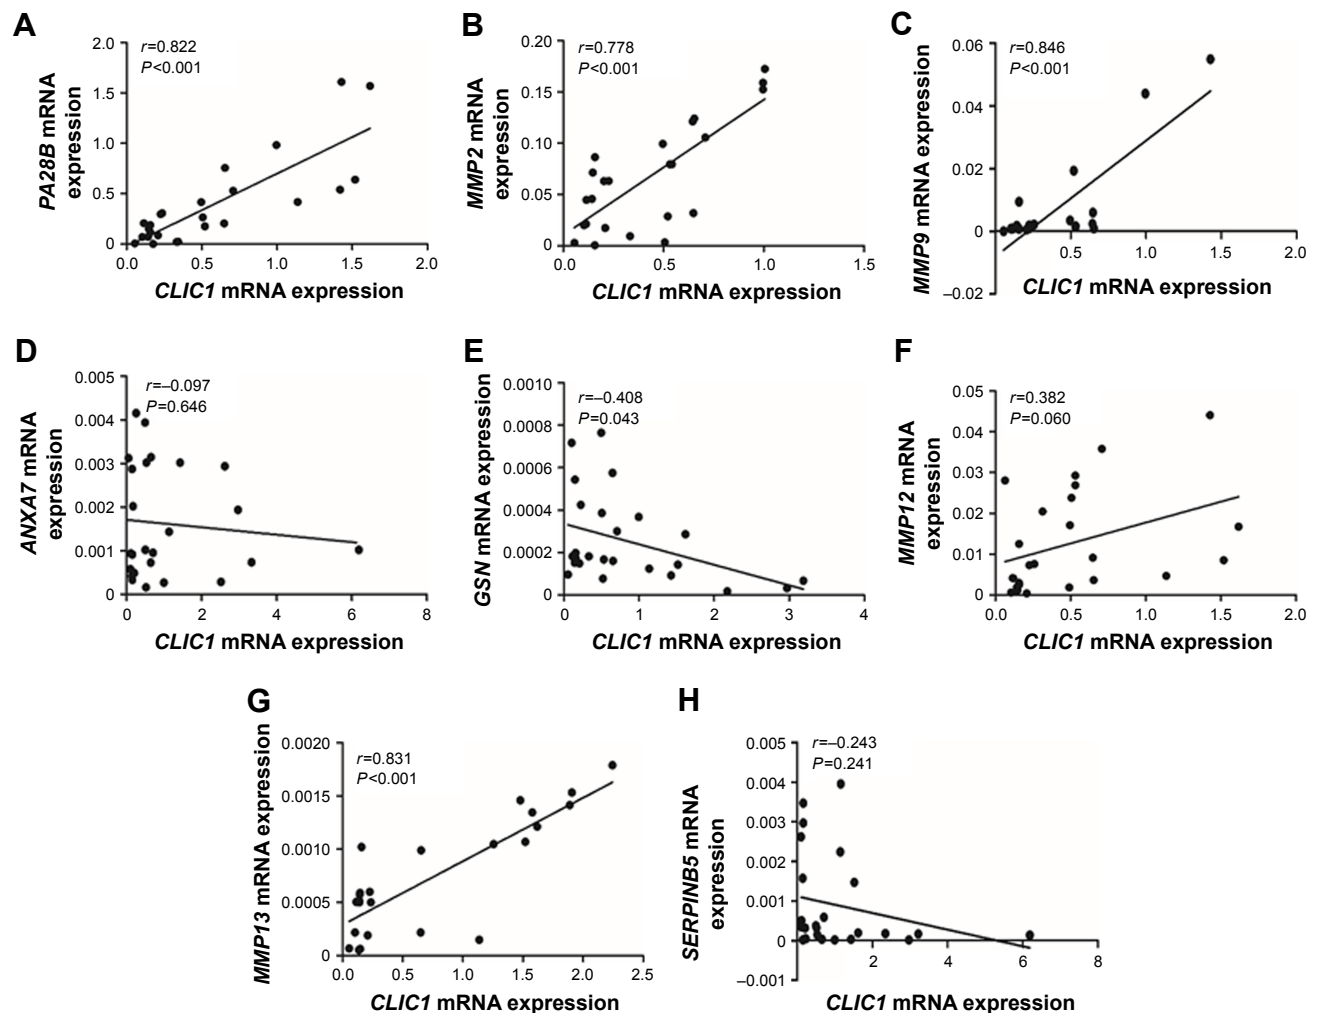 A
r=0.822
P<0.001
PA28B mRNA
expression
2.0
1.5
1.0
0.5
0
0.0 0.5 1.0 1.5 2.0
CLIC1 mRNA expression
B
r=0.778
P<0.001
MMP2 mRNA
expression
0.20
0.15
0.10
0.05
0
0.0 0.5 1.0 1.5
CLIC1 mRNA expression
C
r=0.846
P<0.001
MMP9 mRNA expression
0.06
0.04
0.02
0
–0.02
0.5 1.0 1.5 2.0
CLIC1 mRNA expression
D
r=–0.097
P=0.646
ANXA7 mRNA
expression
0.005
0.004
0.003
0.002
0.001
0
0 2 4 6 8
CLIC1 mRNA expression
E
r=–0.408
P=0.043
GSN mRNA expression
0.0010
0.0008
0.0006
0.0004
0.0002
0
0 1 2 3 4
CLIC1 mRNA expression
F
r=0.382
P=0.060
MMP12 mRNA
expression
0.05
0.04
0.03
0.02
0.01
0
0.0 0.5 1.0 1.5 2.0
CLIC1 mRNA expression
G
r=0.831
P<0.001
MMP13 mRNA expression
0.0020
0.0015
0.0010
0.0005
0
0.0 0.5 1.0 1.5 2.0 2.5
CLIC1 mRNA expression
H
r=–0.243
P=0.241
SERPINB5 mRNA
expression
0.005
0.004
0.003
0.002
0.001
0
–0.001
2 4 6 8
CLIC1 mRNA expression